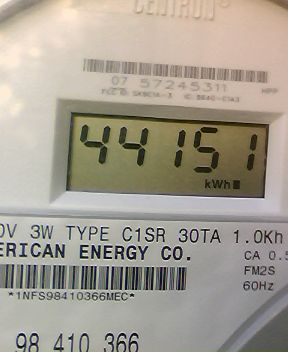 CENTRON
07 57245311
44151
kWh
0V 3W TYPE C1SR 30TA 1.0Kh
ERICAN ENERGY CO.
CA 0.5
FM2S
*1NFS98410366MEC*
60Hz
98 410 366